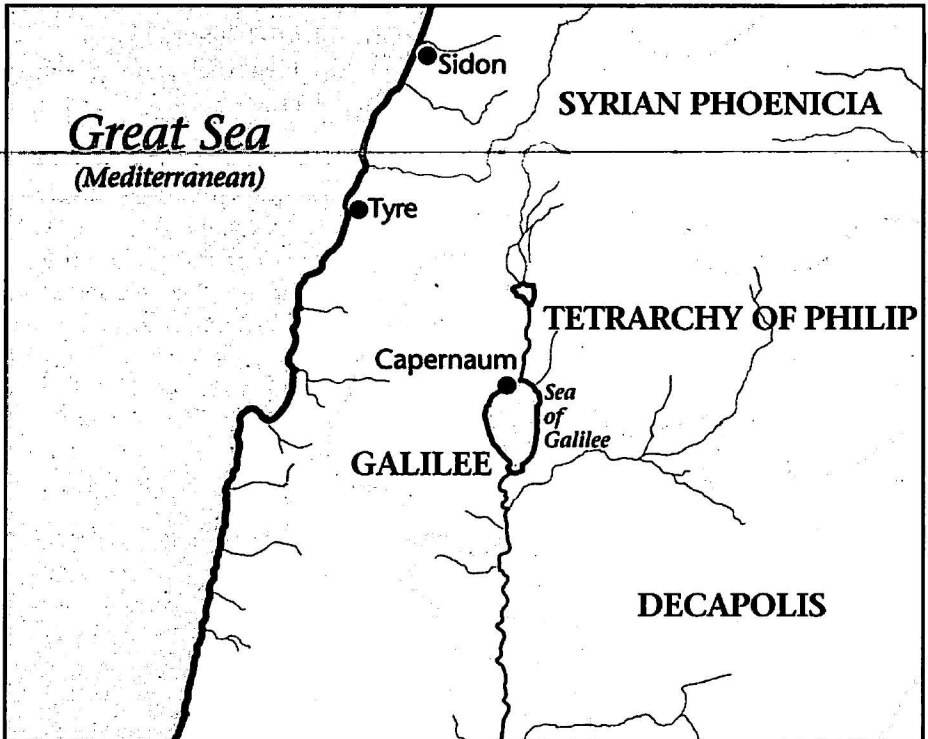 Sidon
SYRIAN PHOENICIA
Great Sea
(Mediterranean)
Tyre
TETRARCHY OF PHILIP
Capernaum
Sea
of
Galilee
GALILEE
DECAPOLIS